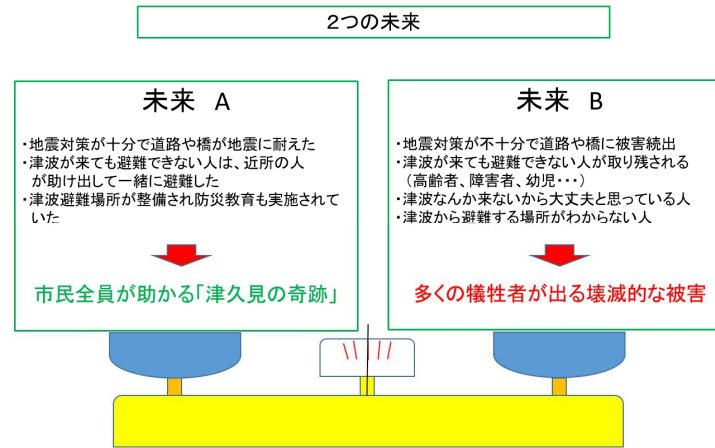 2つの未来
未来 A
・地震対策が十分で道路や橋が地震に耐えた
・津波が来ても避難できない人は、近所の人
が助け出して一緒に避難した
・津波避難場所が整備され防災教育も実施されて
いた
市民全員が助かる「津久見の奇跡」
未来 B
・地震対策が不十分で道路や橋に被害続出
・津波が来ても避難できない人が取り残される
（高齢者、障害者、幼児・・・）
・津波なんか来ないから大丈夫と思っている人
・津波から避難する場所がわからない人
多くの犠牲者が出る壊滅的な被害